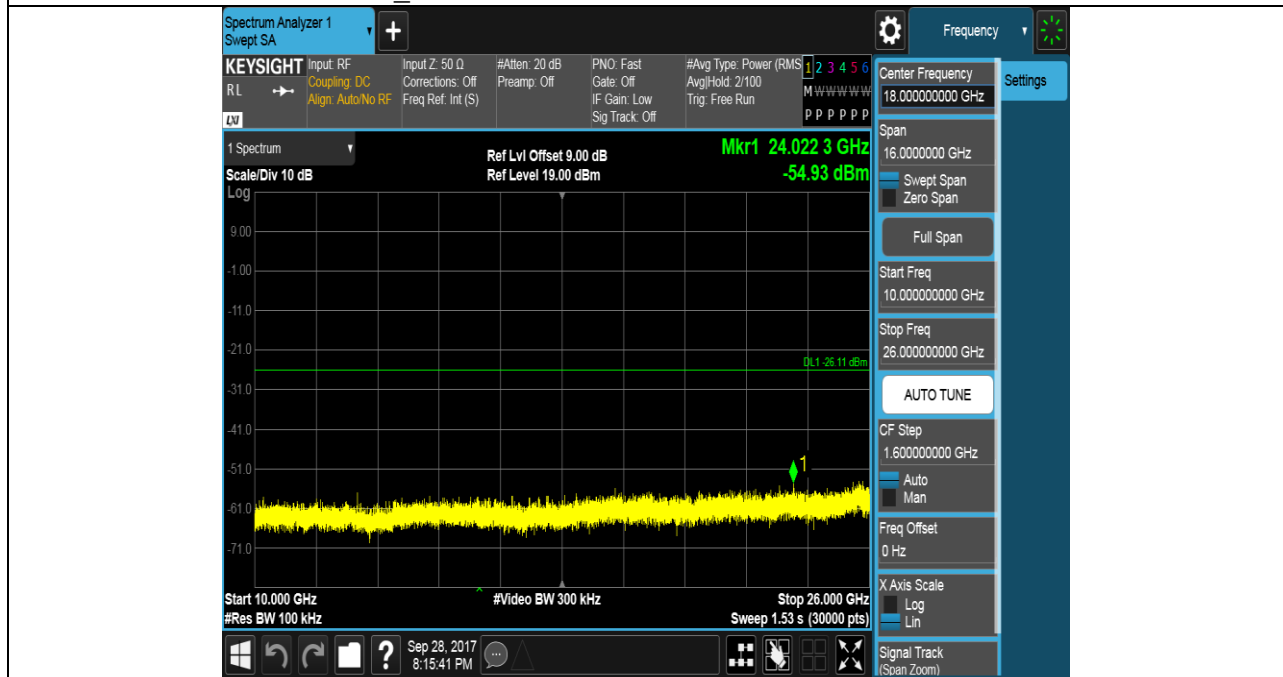 Spectrum Analyzer 1
Swept SA
Frequency
KEYSIGHT
RL
LXI
Input: RF
Coupling: DC
Align: Auto/No RF
Input Z: 50 Ω
Corrections: Off
Freq Ref: Int (S)
#Atten: 20 dB
Preamp: Off
PNO: Fast
Gate: Off
IF Gain: Low
Sig Track: Off
#Avg Type: Power (RMS
Avg|Hold: 2/100
Trig: Free Run
1 2 3 4 5 6
M W W W W W
P P P P P P
1 Spectrum
Scale/Div 10 dB
Ref Lvl Offset 9.00 dB
Ref Level 19.00 dBm
Mkr1 24.022 3 GHz
-54.93 dBm
Log
9.00
-1.00
-11.0
-21.0
DL1 -26.11 dBm
-31.0
-41.0
-51.0
1
-61.0
-71.0
Start 10.000 GHz
#Video BW 300 kHz
Stop 26.000 GHz
#Res BW 100 kHz
Sweep 1.53 s (30000 pts)
Sep 28, 2017
8:15:41 PM
Center Frequency
18.000000000 GHz
Settings
Span
16.0000000 GHz
Swept Span
Zero Span
Full Span
Start Freq
10.000000000 GHz
Stop Freq
26.000000000 GHz
AUTO TUNE
CF Step
1.600000000 GHz
Auto
Man
Freq Offset
0 Hz
X Axis Scale
Log
Lin
Signal Track
(Span Zoom)